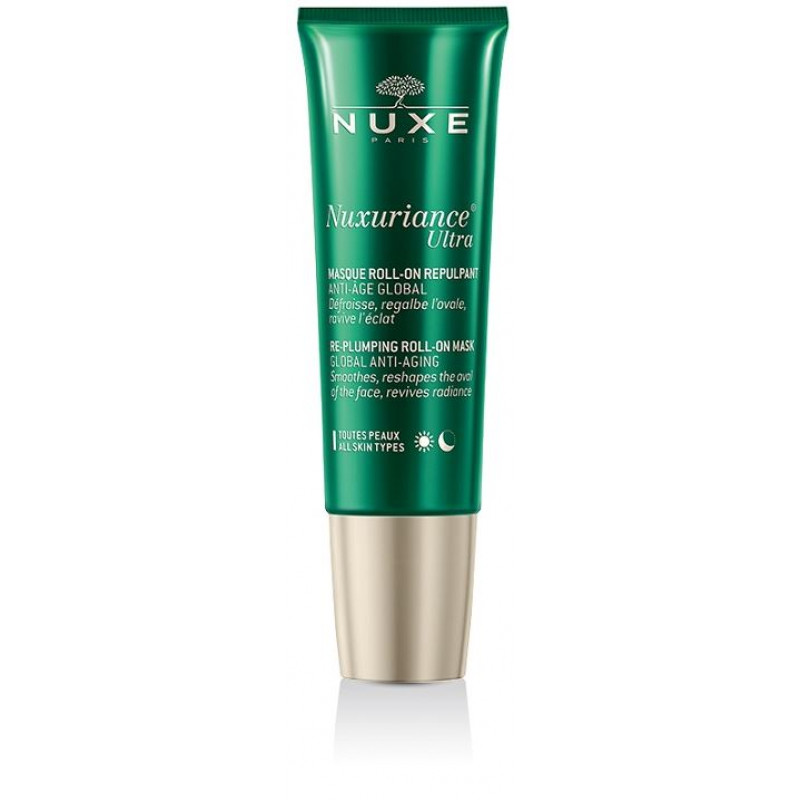 NUXE
PARIS
Nuxuriance®
Ultra
MASQUE ROLL-ON REPULPANT
ANTI-ÂGE GLOBAL
Défroisse, regalbe l'ovale,
ravive l'éclat
RE-PLUMPING ROLL-ON MASK
GLOBAL ANTI-AGING
Smoothes, reshapes the oval
of the face, revives radiance
TOUTES PEAUX
ALL SKIN TYPES